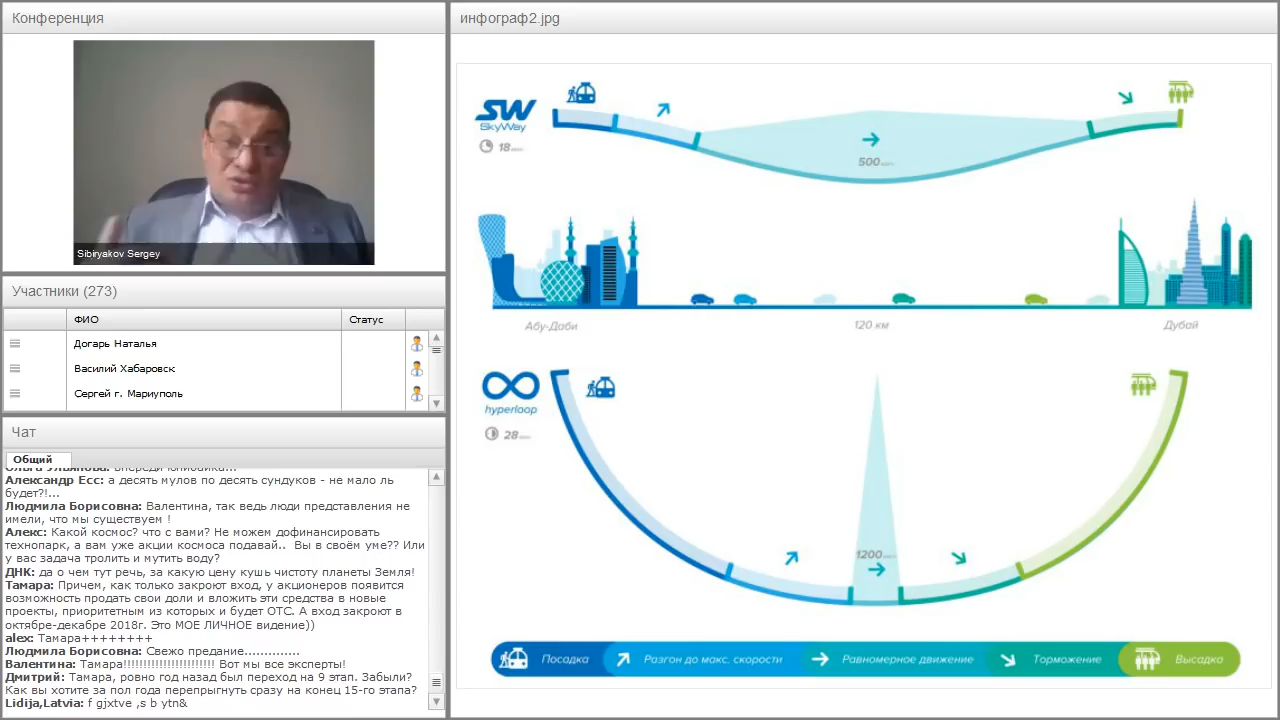 Конференция
Sibiryakov Sergey
Участники (273)
ФИО
Статус
Догарь Наталья
Василий Хабаровск
Сергей г. Мариуполь
Чат
Общий
Ольга Ульянова: впереди юнибайка...
Александр Есс: а десять мулов по десять сундуков - не мало ль
будет?!...
Людмила Борисовна: Валентина, так ведь люди представления не
имели, что мы существуем !
Алекс: Какой космос? что с вами? Не можем дофинансировать
технопарк, а вам уже акции космоса подавай.. Вы в своём уме?? Или
у вас задача тролить и мутить воду?
ДНК: да о чем тут речь, за какую цену кушь чистоту планеты Земля!
Тамара: Причем, как только закроют вход, у акционеров появится
возможность продать свои доли и вложить эти средства в новые
проекты, приоритетным из которых и будет ОТС. А вход закроют в
октябре-декабре 2018г. Это МОЕ ЛИЧНОЕ видение))
alex: Тамара++++++++
Людмила Борисовна: Свежо предание.............
Валентина: Тамара!!!!!!!!!!!!!!!!!!!!!!! Вот мы все эксперты!
Дмитрий: Тамара, ровно год назад был переход на 9 этап. Забыли?
Как вы хотите за пол года перепрыгнуть сразу на конец 15-го этапа?
Lidija,Latvia: f gjxtve ,s b ytn&
инфограф2.jpg
SW
SkyWay
18 мин.
500
Абу-Даби
120 км
Дубай
hyperloop
28 мин.
1200
Посадка
Разгон до макс. скорости
Равномерное движение
Торможение
Высадка